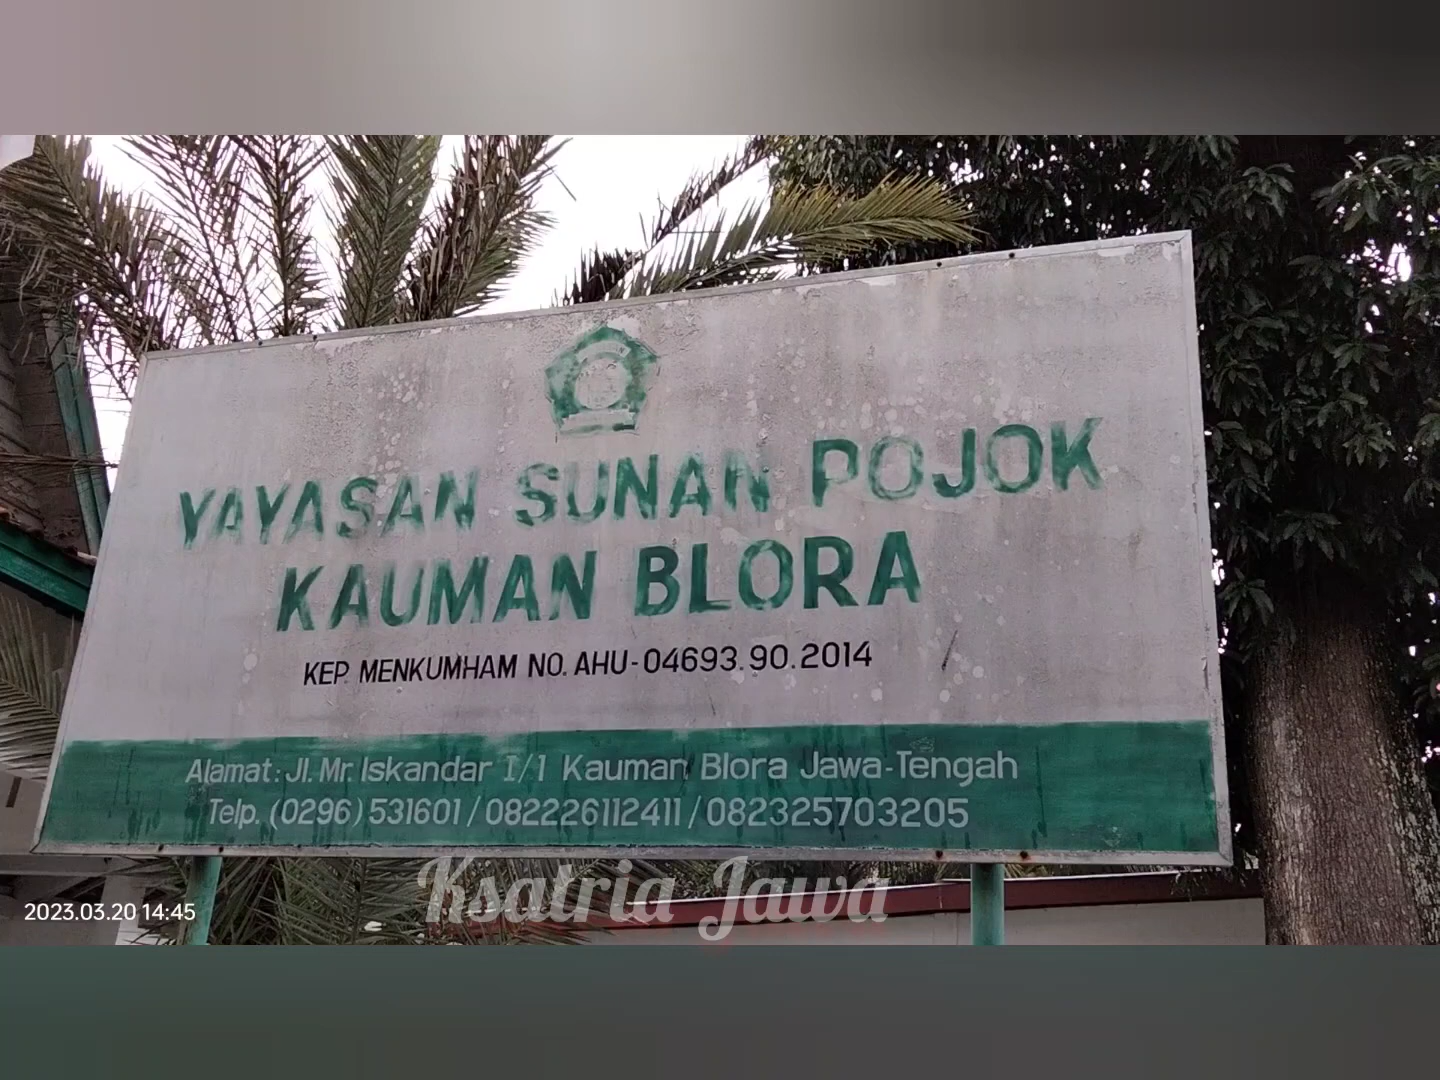 YAYASAN SUNAN POJOK
KAUMAN BLORA
KEP. MENKUMHAM NO. AHU-04693.90.2014
Alamat: Jl. Mr. Iskandar I/1 Kauman Blora Jawa-Tengah
Telp. (0296) 531601 / 082226112411 / 082325703205
Ksatria Jawa
2023.03.20 14:45